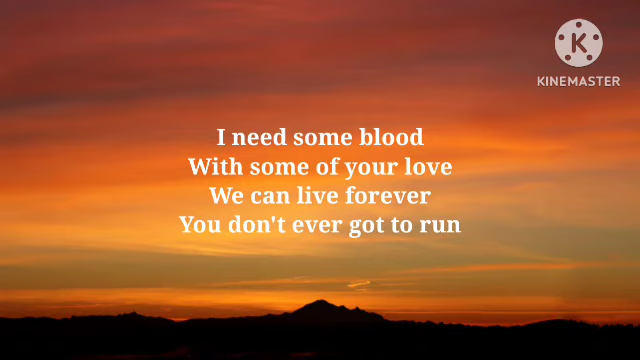 K
KINEMASTER
I need some blood
With some of your love
We can live forever
You don't ever got to run